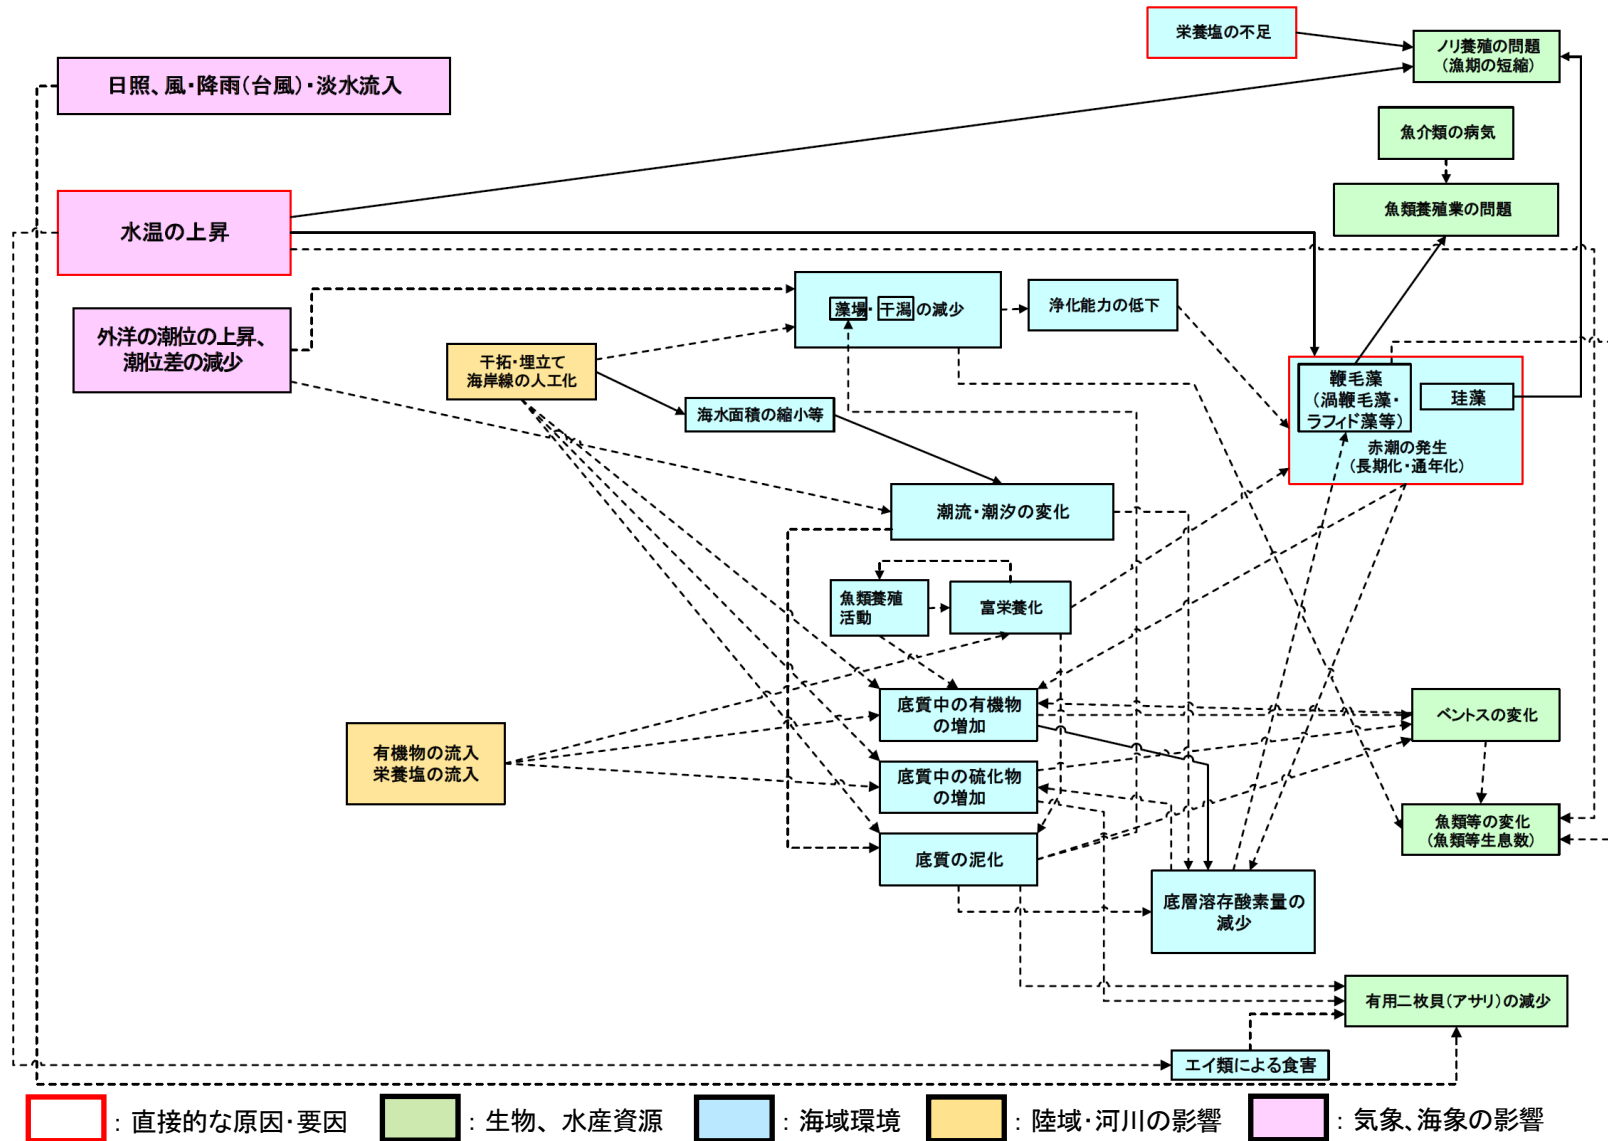 栄養塩の不足
ノリ養殖の問題
(漁期の短縮)
日照、風・降雨(台風)・淡水流入
魚介類の病気
魚類養殖業の問題
水温の上昇
藻場・干潟の減少
浄化能力の低下
外洋の潮位の上昇、
潮位差の減少
干拓・埋立て
海岸線の人工化
海水面積の縮小等
鞭毛藻
(渦鞭毛藻・
ラフィド藻等)
珪藻
赤潮の発生
(長期化・通年化)
潮流・潮汐の変化
魚類養殖
活動
富栄養化
底質中の有機物
の増加
ベントスの変化
有機物の流入
栄養塩の流入
底質中の硫化物
の増加
魚類等の変化
(魚類等生息数)
底質の泥化
底層溶存酸素量の
減少
有用二枚貝(アサリ)の減少
エイ類による食害
:直接的な原因・要因
:生物、水産資源
:海域環境
:陸域・河川の影響
:気象、海象の影響